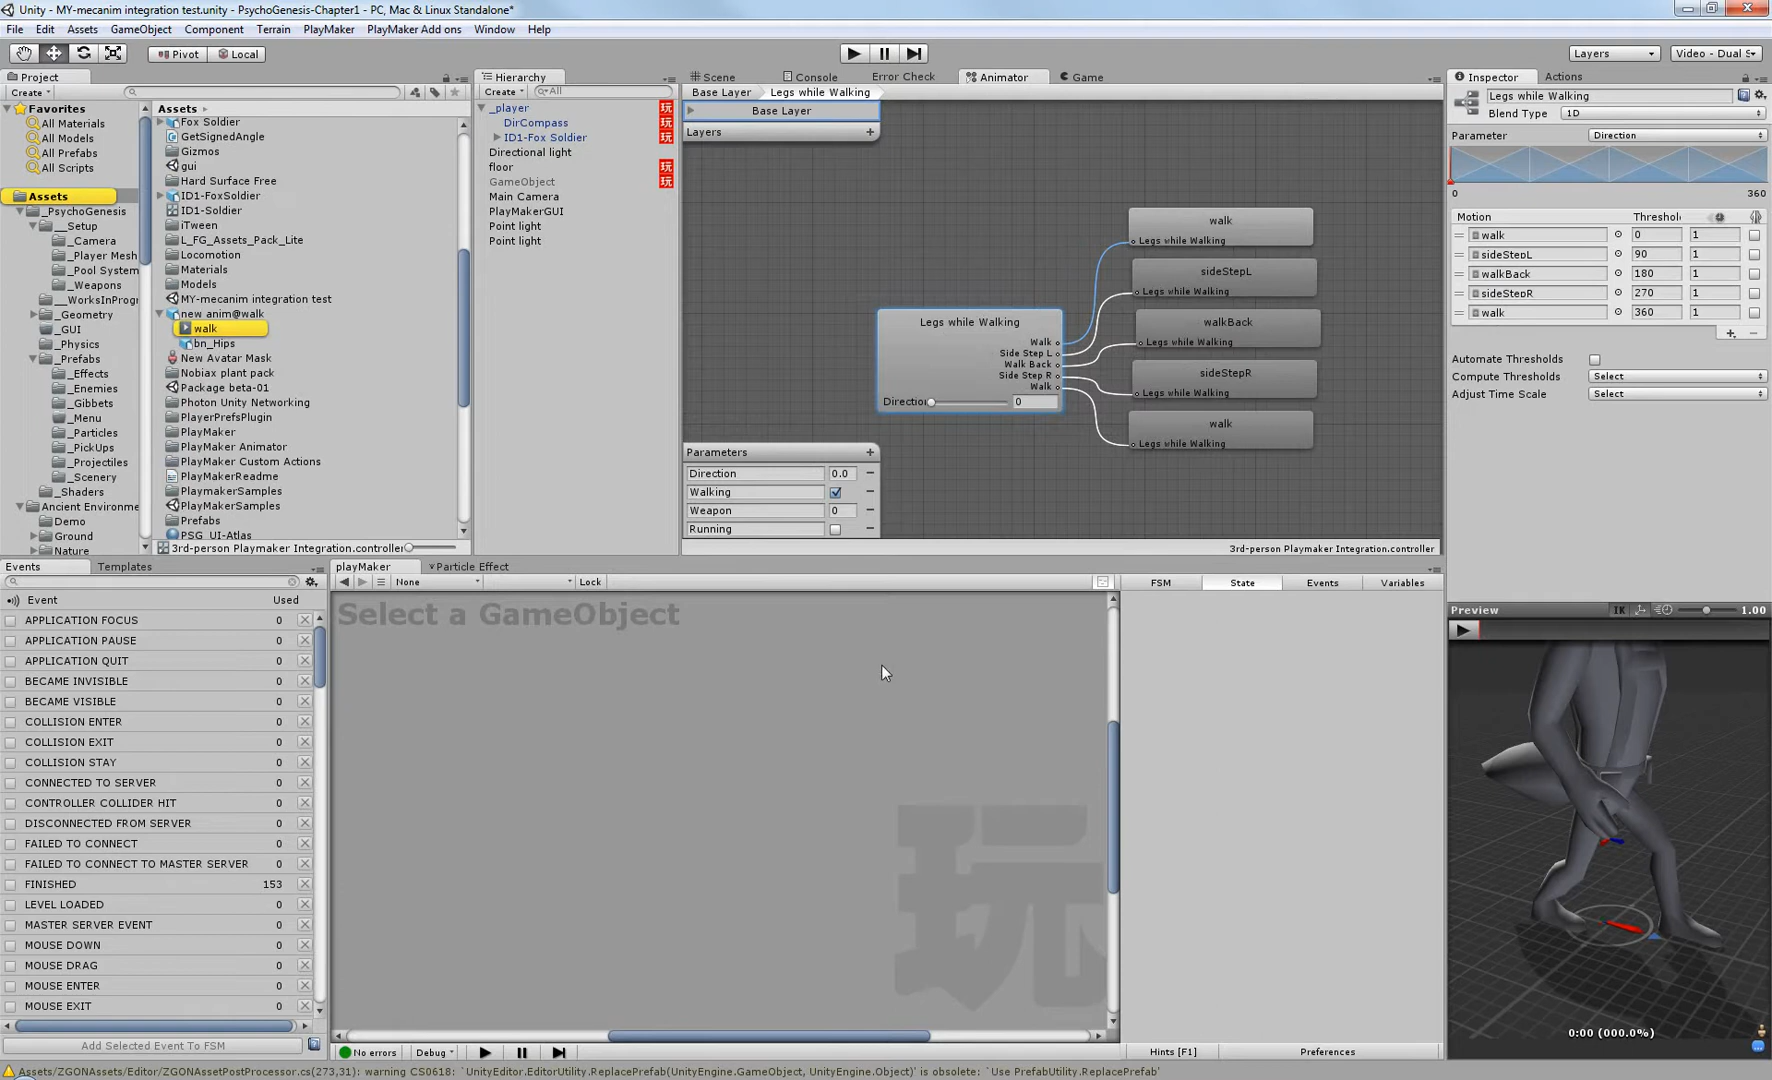 Unity - MY-mecanim integration test.unity - PsychoGenesis-Chapter1 - PC, Mac & Linux Standalone*
File Edit Assets GameObject Component Terrain PlayMaker PlayMaker Add ons Window Help
Pivot Local Layers Video - Dual S
Project
Create
Favorites
All Materials
All Models
All Prefabs
All Scripts
Assets
_PsychoGenesis
__Setup
_Camera
_Player Mesh
_Pool System
_Weapons
__WorksInProgr
_Geometry
_GUI
_Physics
_Prefabs
_Effects
_Enemies
_Gibbets
_Menu
_Particles
_PickUps
_Projectiles
_Scenery
_Shaders
Ancient Environme
Demo
Ground
Nature
Assets
Fox Soldier
GetSignedAngle
Gizmos
gui
Hard Surface Free
ID1-FoxSoldier
ID1-Soldier
iTween
L_FG_Assets_Pack_Lite
Locomotion
Materials
Models
MY-mecanim integration test
new anim@walk
walk
bn_Hips
New Avatar Mask
Nobiax plant pack
Package beta-01
Photon Unity Networking
PlayerPrefsPlugin
PlayMaker
PlayMaker Animator
PlayMaker Custom Actions
PlayMakerReadme
PlaymakerSamples
PlayMakerSamples
Prefabs
PSG_UI-Atlas
3rd-person Playmaker Integration.controller
Hierarchy
Create All
_player 玩
DirCompass 玩
ID1-Fox Soldier 玩
Directional light
floor 玩
GameObject 玩
Main Camera
PlayMakerGUI
Point light
Point light
Scene Console Error Check Animator Game
Base Layer Legs while Walking
Base Layer
Layers +
walk
Legs while Walking
sideStepL
Legs while Walking
walkBack
Legs while Walking
sideStepR
Legs while Walking
walk
Legs while Walking
Legs while Walking
Walk
Side Step L
Walk Back
Side Step R
Walk
Direction 0
Parameters +
Direction 0.0
Walking
Weapon 0
Running
3rd-person Playmaker Integration.controller
Inspector Actions
Legs while Walking
Blend Type 1D
Parameter Direction
0 360
Motion Threshol
walk 0 1
sideStepL 90 1
walkBack 180 1
sideStepR 270 1
walk 360 1
Automate Thresholds
Compute Thresholds Select
Adjust Time Scale Select
Preview IK 1.00
0:00 (000.0%)
Events Templates
Event Used
APPLICATION FOCUS 0
APPLICATION PAUSE 0
APPLICATION QUIT 0
BECAME INVISIBLE 0
BECAME VISIBLE 0
COLLISION ENTER 0
COLLISION EXIT 0
COLLISION STAY 0
CONNECTED TO SERVER 0
CONTROLLER COLLIDER HIT 0
DISCONNECTED FROM SERVER 0
FAILED TO CONNECT 0
FAILED TO CONNECT TO MASTER SERVER 0
FINISHED 153
LEVEL LOADED 0
MASTER SERVER EVENT 0
MOUSE DOWN 0
MOUSE DRAG 0
MOUSE ENTER 0
MOUSE EXIT 0
Add Selected Event To FSM
playMaker Particle Effect
None Lock
FSM State Events Variables
Select a GameObject
玩
No errors Debug
Hints [F1] Preferences
Assets/ZGONAssets/Editor/ZGONAssetPostProcessor.cs(273,31): warning CS0618: `UnityEditor.EditorUtility.ReplacePrefab(UnityEngine.GameObject, UnityEngine.Object)' is obsolete: `Use PrefabUtility.ReplacePrefab'